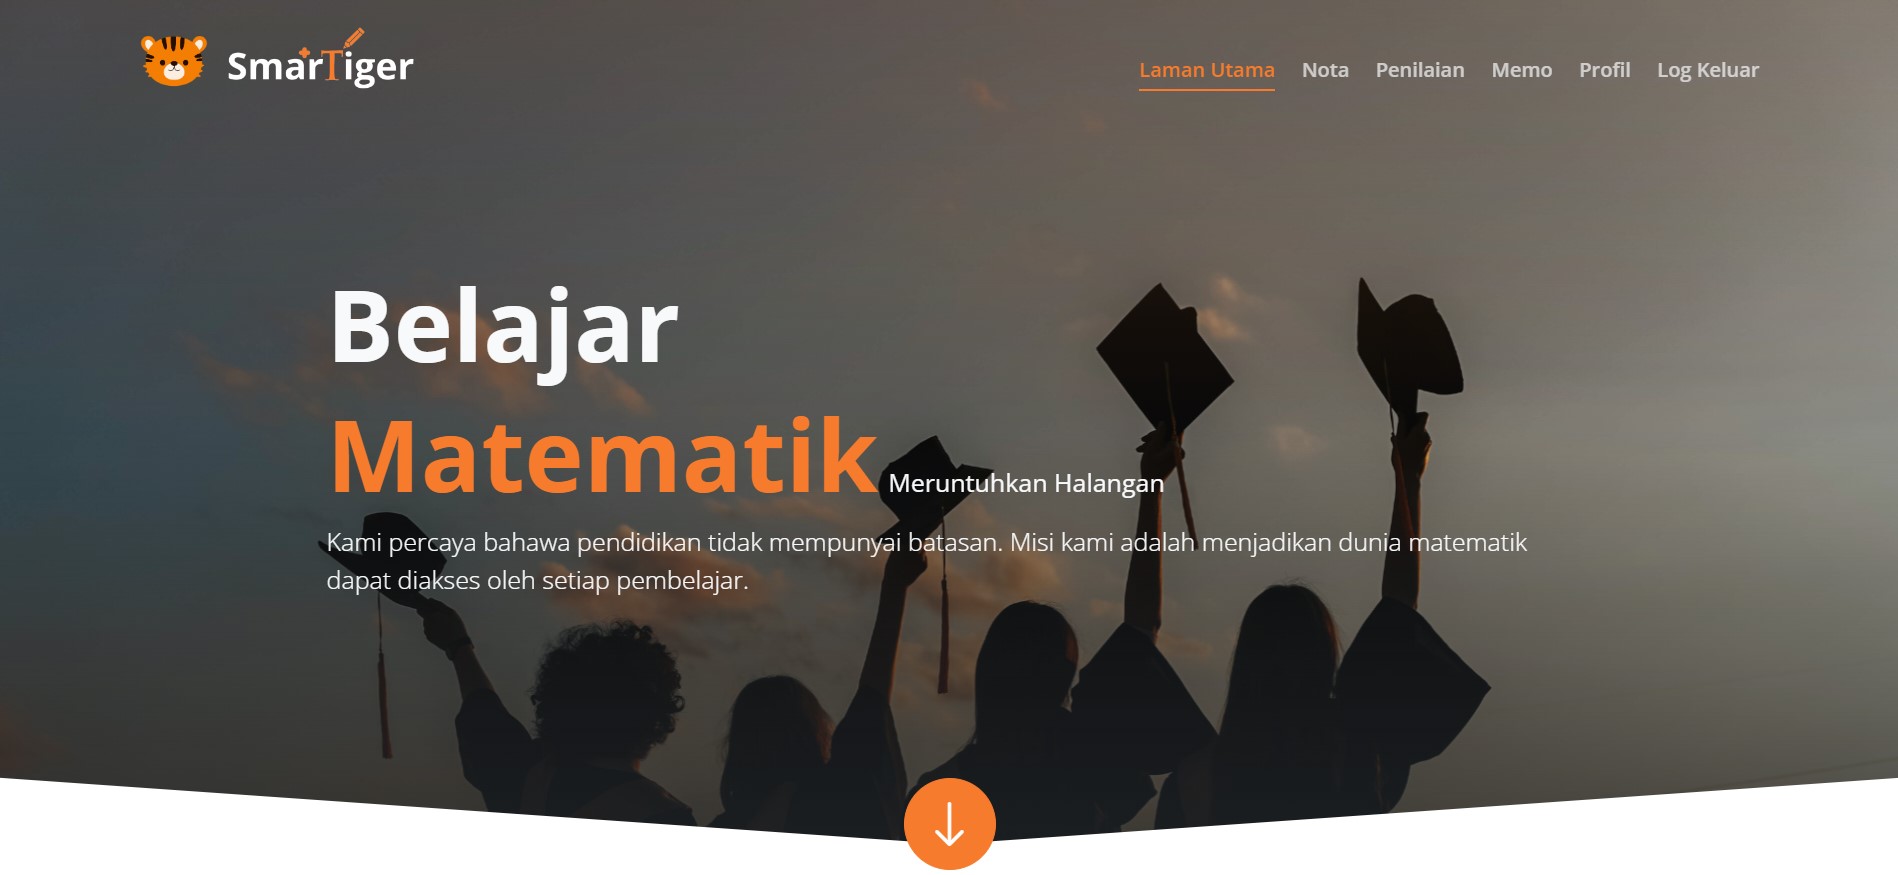 SmarTiger
Laman Utama Nota Penilaian Memo Profil Log Keluar
Belajar
Matematik Meruntuhkan Halangan
Kami percaya bahawa pendidikan tidak mempunyai batasan. Misi kami adalah menjadikan dunia matematik
dapat diakses oleh setiap pembelajar.